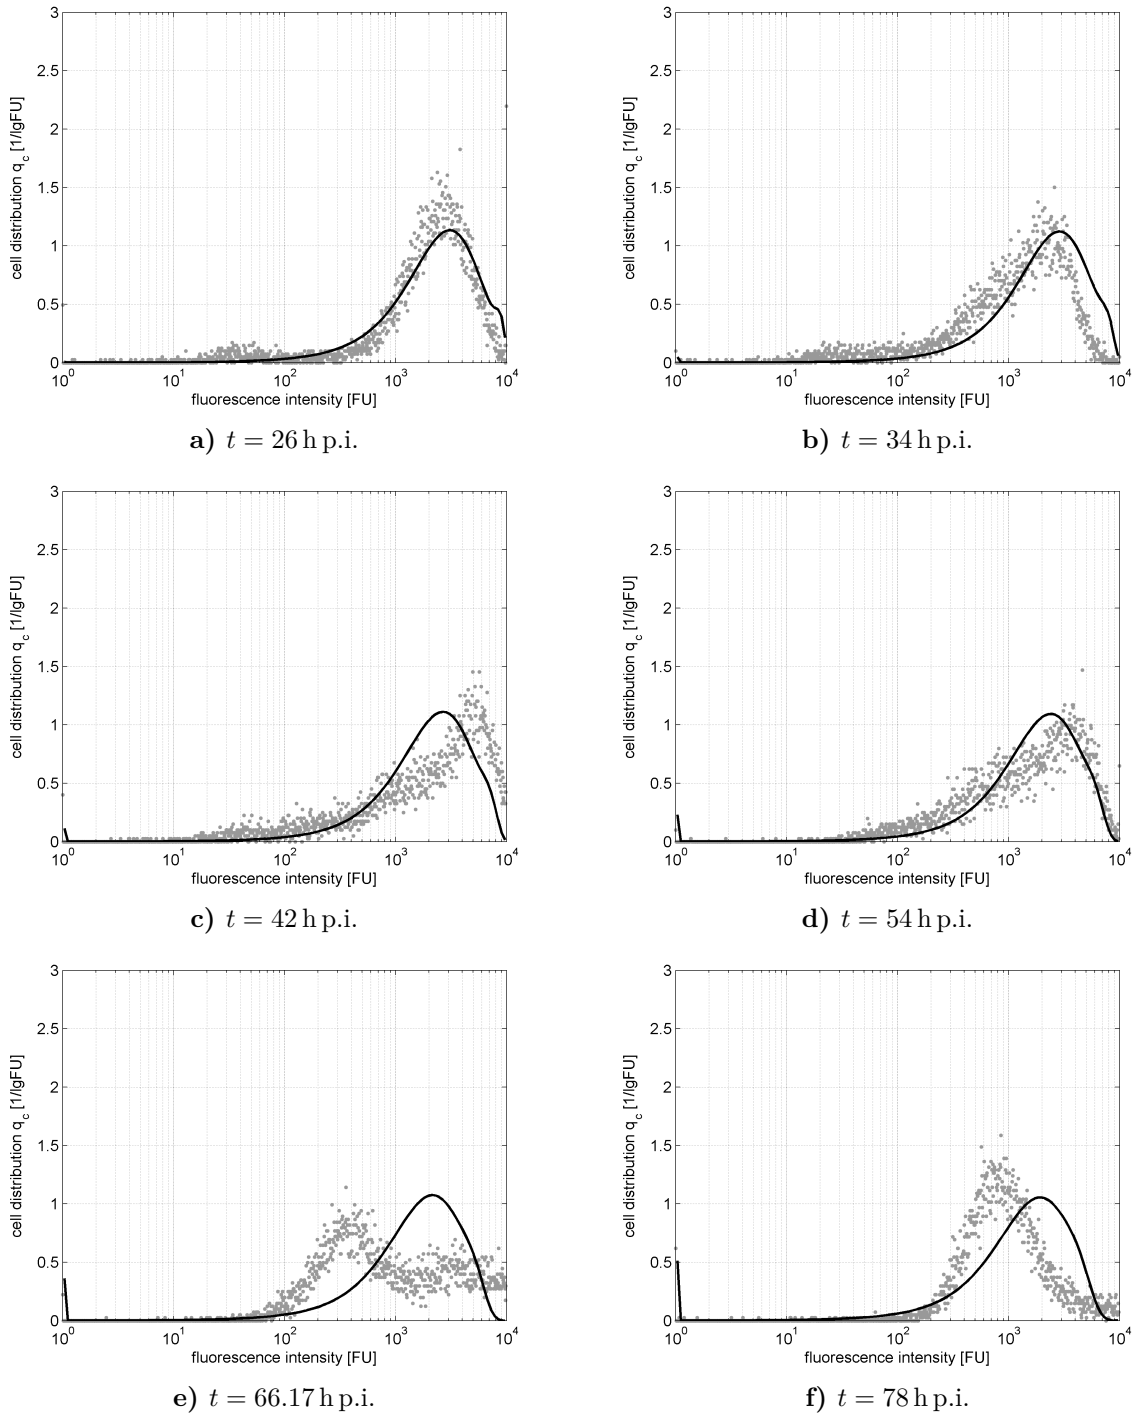 3
2.5
2
1.5
1
0.5
0
cell distribution q_c [1/lgFU]
10^0 10^1 10^2 10^3 10^4
fluorescence intensity [FU]
a) t = 26 h p.i.
3
2.5
2
1.5
1
0.5
0
cell distribution q_c [1/lgFU]
10^0 10^1 10^2 10^3 10^4
fluorescence intensity [FU]
b) t = 34 h p.i.
3
2.5
2
1.5
1
0.5
0
cell distribution q_c [1/lgFU]
10^0 10^1 10^2 10^3 10^4
fluorescence intensity [FU]
c) t = 42 h p.i.
3
2.5
2
1.5
1
0.5
0
cell distribution q_c [1/lgFU]
10^0 10^1 10^2 10^3 10^4
fluorescence intensity [FU]
d) t = 54 h p.i.
3
2.5
2
1.5
1
0.5
0
cell distribution q_c [1/lgFU]
10^0 10^1 10^2 10^3 10^4
fluorescence intensity [FU]
e) t = 66.17 h p.i.
3
2.5
2
1.5
1
0.5
0
cell distribution q_c [1/lgFU]
10^0 10^1 10^2 10^3 10^4
fluorescence intensity [FU]
f) t = 78 h p.i.